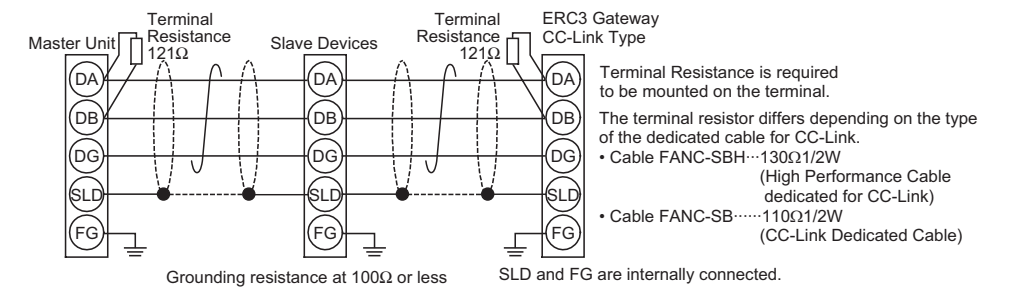 Master Unit
Terminal
Resistance
121Ω
Slave Devices
Terminal
Resistance
121Ω
ERC3 Gateway
CC-Link Type
DA
DB
DG
SLD
FG
DA
DB
DG
SLD
FG
DA
DB
DG
SLD
FG
Terminal Resistance is required
to be mounted on the terminal.
The terminal resistor differs depending on the type
of the dedicated cable for CC-Link.
• Cable FANC-SBH···130Ω1/2W
(High Performance Cable
dedicated for CC-Link)
• Cable FANC-SB······110Ω1/2W
(CC-Link Dedicated Cable)
Grounding resistance at 100Ω or less
SLD and FG are internally connected.